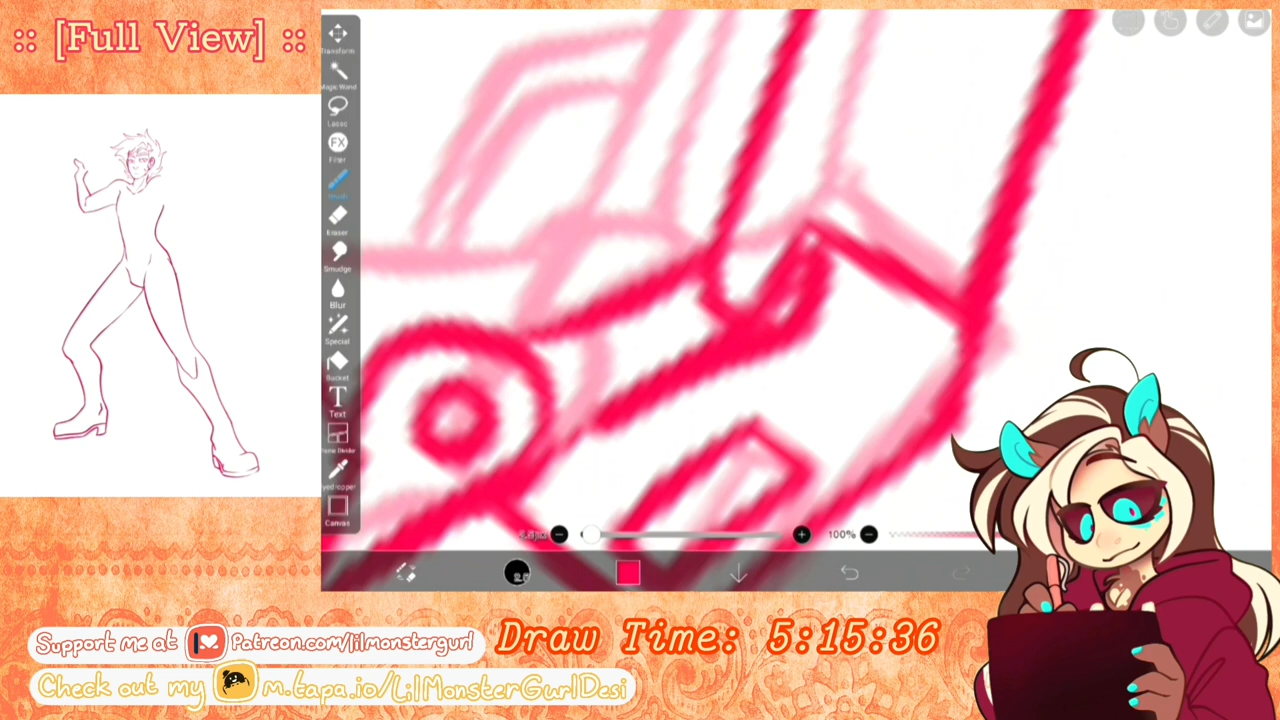 :: [Full View] ::
Transform
Magic Wand
Lasso
FX
Filter
Brush
Eraser
Smudge
Blur
Special
Bucket
T
Text
Frame Divider
Eyedropper
Canvas
100%
Draw Time: 5:15:36
Support me at Patreon.com/lilmonstergurl
Check out my m.tapa.io/LilMonsterGurlDesi